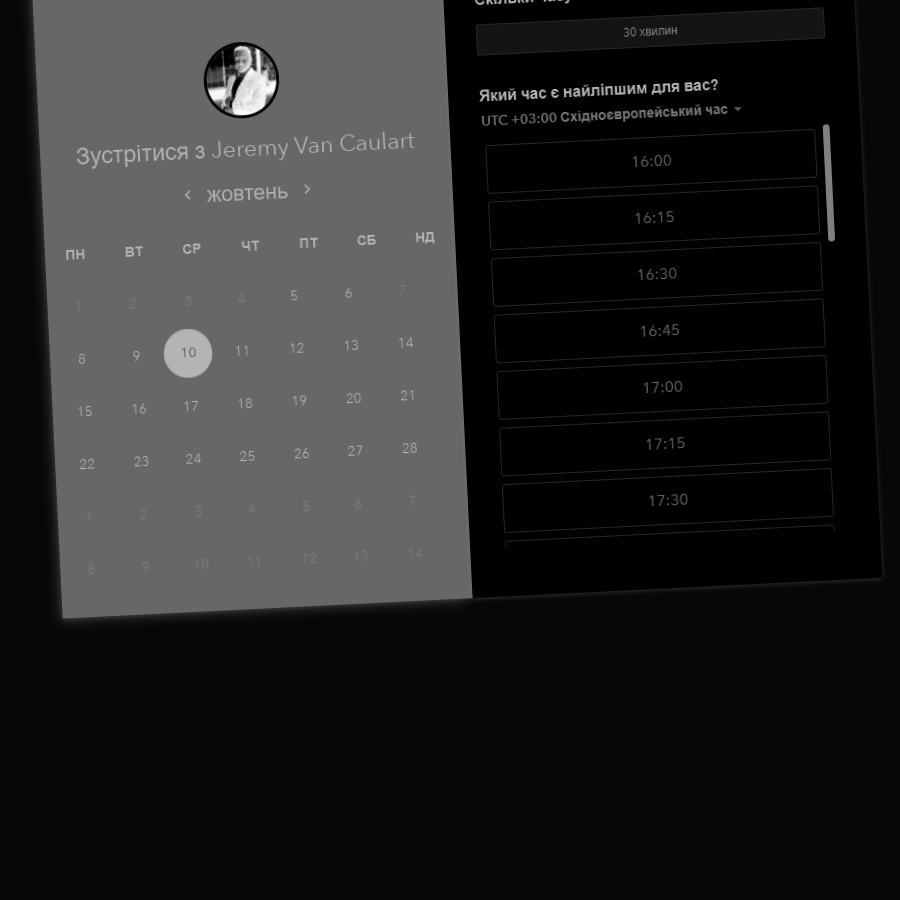 Зустрітися з Jeremy Van Caulart
‹ жовтень ›
ПН ВТ СР ЧТ ПТ СБ НД
1 2 3 4 5 6 7
8 9 10 11 12 13 14
15 16 17 18 19 20 21
22 23 24 25 26 27 28
1 2 3 4 5 6 7
8 9 10 11 12 13 14
30 хвилин
Який час є найліпшим для вас?
UTC +03:00 Східноєвропейський час
16:00
16:15
16:30
16:45
17:00
17:15
17:30